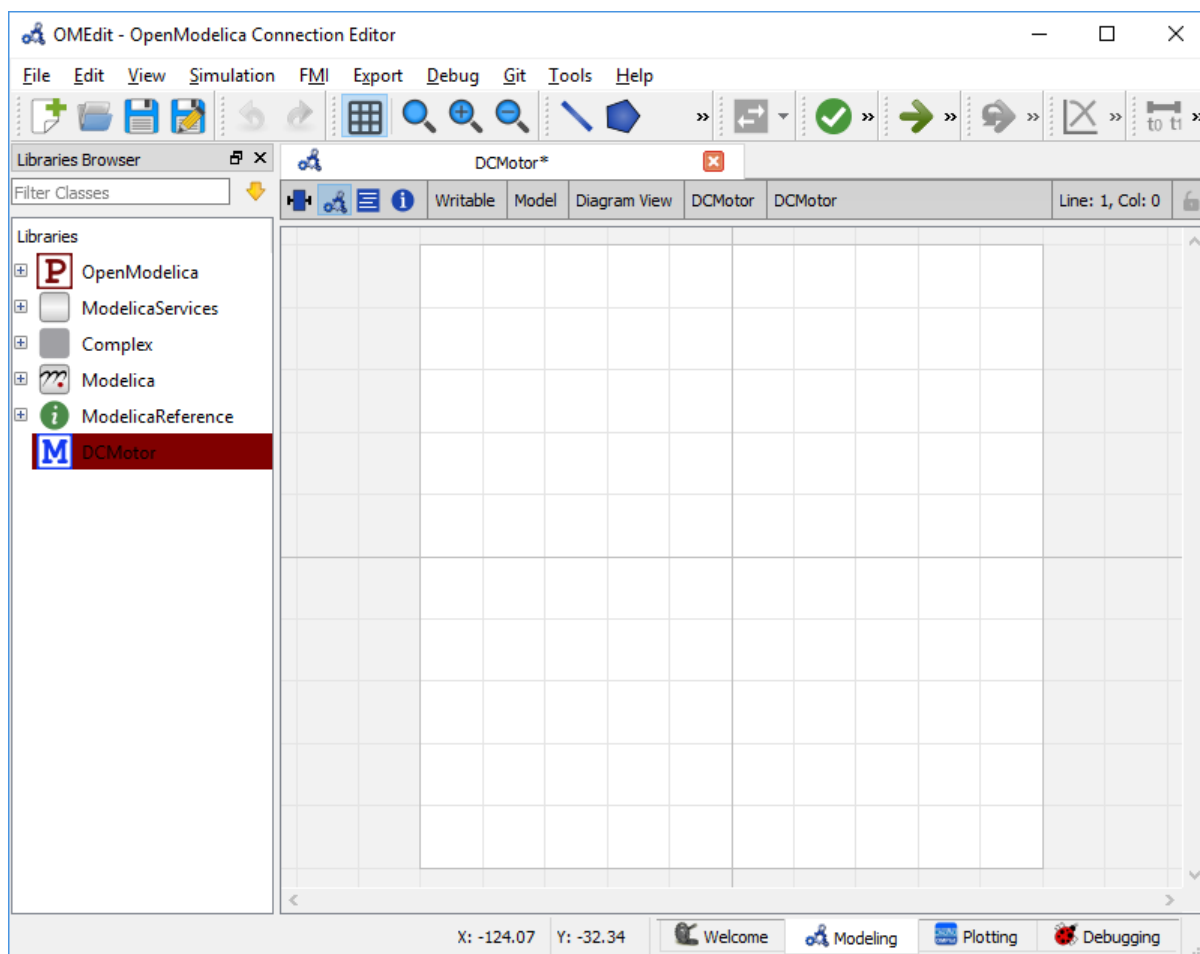 OMEdit - OpenModelica Connection Editor
File Edit View Simulation FMI Export Debug Git Tools Help
» » » » » t0 t1 »
Libraries Browser
DCMotor*
Filter Classes
Writable Model Diagram View DCMotor DCMotor Line: 1, Col: 0
Libraries
P OpenModelica
ModelicaServices
Complex
Modelica
i ModelicaReference
M DCMotor
X: -124.07 Y: -32.34 Welcome Modeling Plotting Debugging